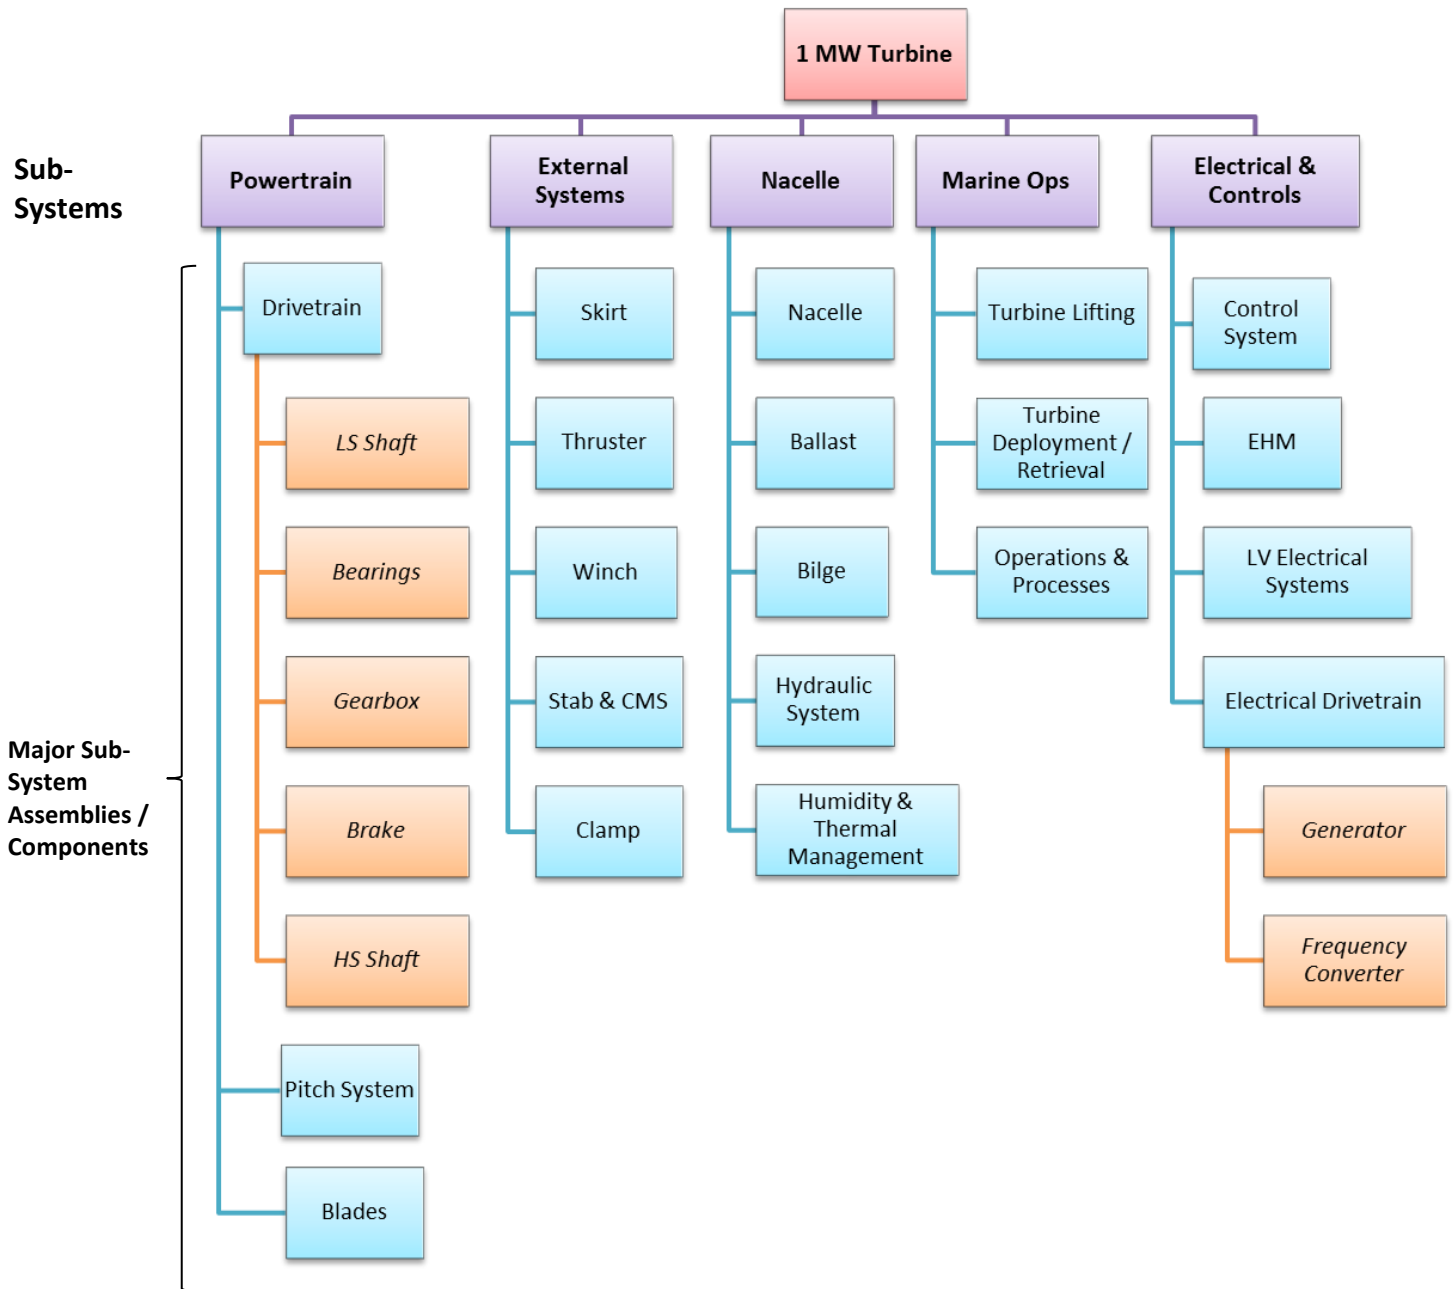 1 MW Turbine
Sub-
Systems
Powertrain
External
Systems
Nacelle
Marine Ops
Electrical &
Controls
Major Sub-
System
Assemblies /
Components
Drivetrain
LS Shaft
Bearings
Gearbox
Brake
HS Shaft
Pitch System
Blades
Skirt
Thruster
Winch
Stab & CMS
Clamp
Nacelle
Ballast
Bilge
Hydraulic
System
Humidity &
Thermal
Management
Turbine Lifting
Turbine
Deployment /
Retrieval
Operations &
Processes
Control
System
EHM
LV Electrical
Systems
Electrical Drivetrain
Generator
Frequency
Converter